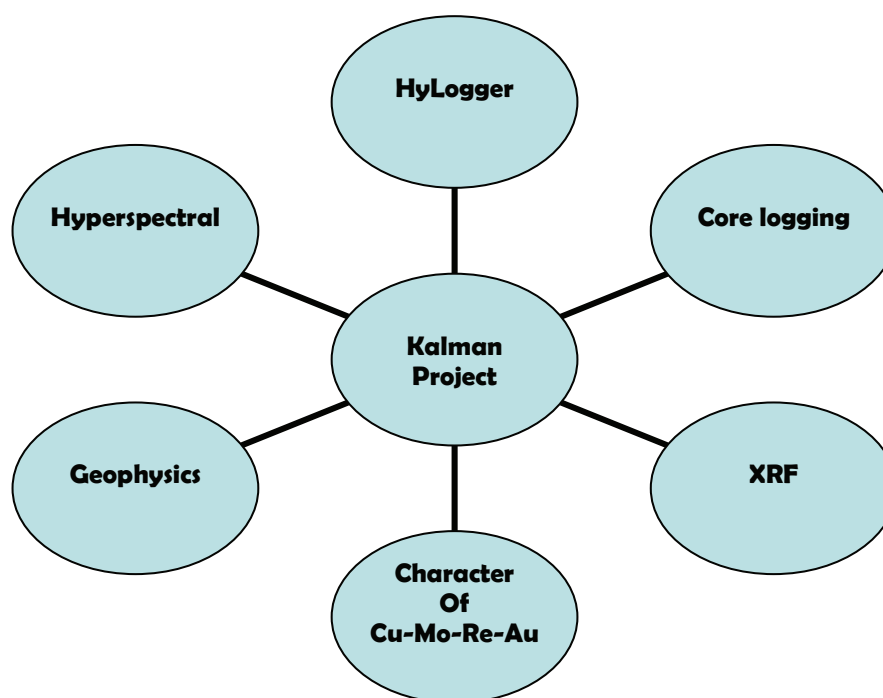 HyLogger
Hyperspectral
Core logging
Kalman
Project
Geophysics
XRF
Character
Of
Cu-Mo-Re-Au